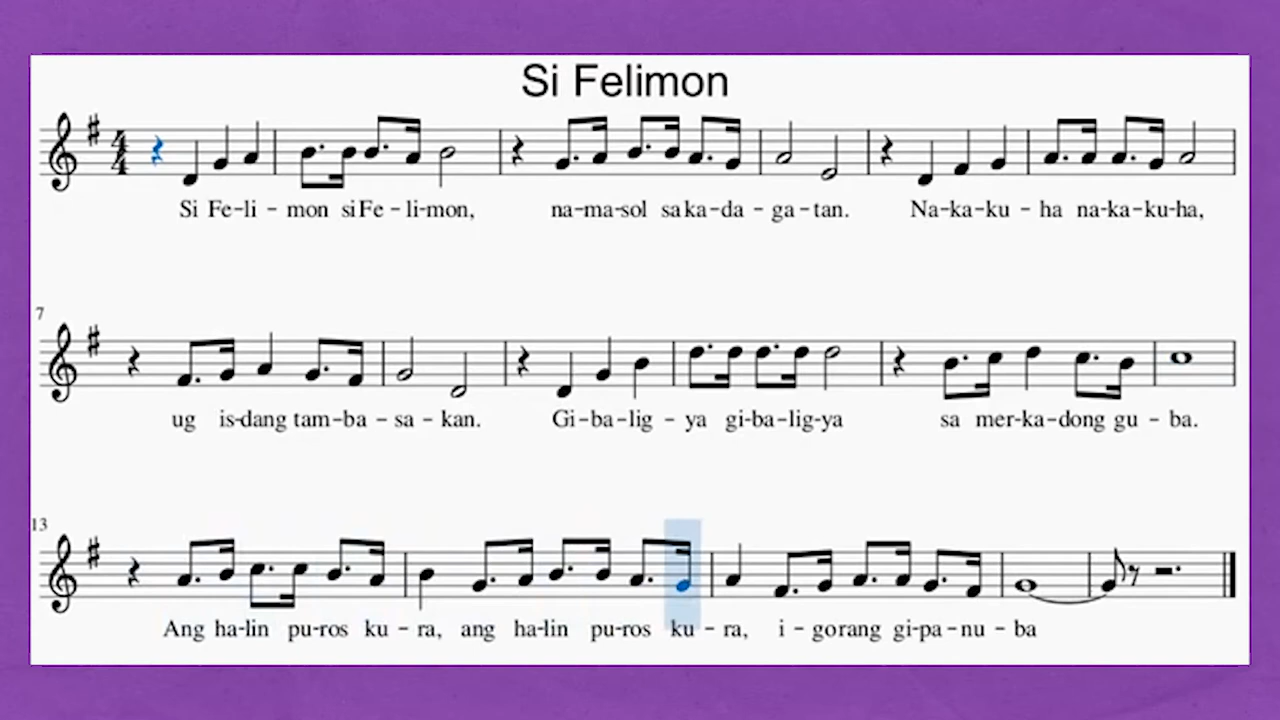 Si Felimon
4
4
Si Fe-li - mon si Fe - li-mon, na-ma-sol sa ka-da - ga-tan. Na-ka-ku - ha na-ka-ku-ha,
7
ug is-dang tam-ba - sa - kan. Gi-ba-lig - ya gi-ba-lig-ya sa mer-ka-dong gu - ba.
13
Ang ha-lin pu-ros ku - ra, ang ha-lin pu-ros ku - ra, i - gorang gi-pa-nu - ba